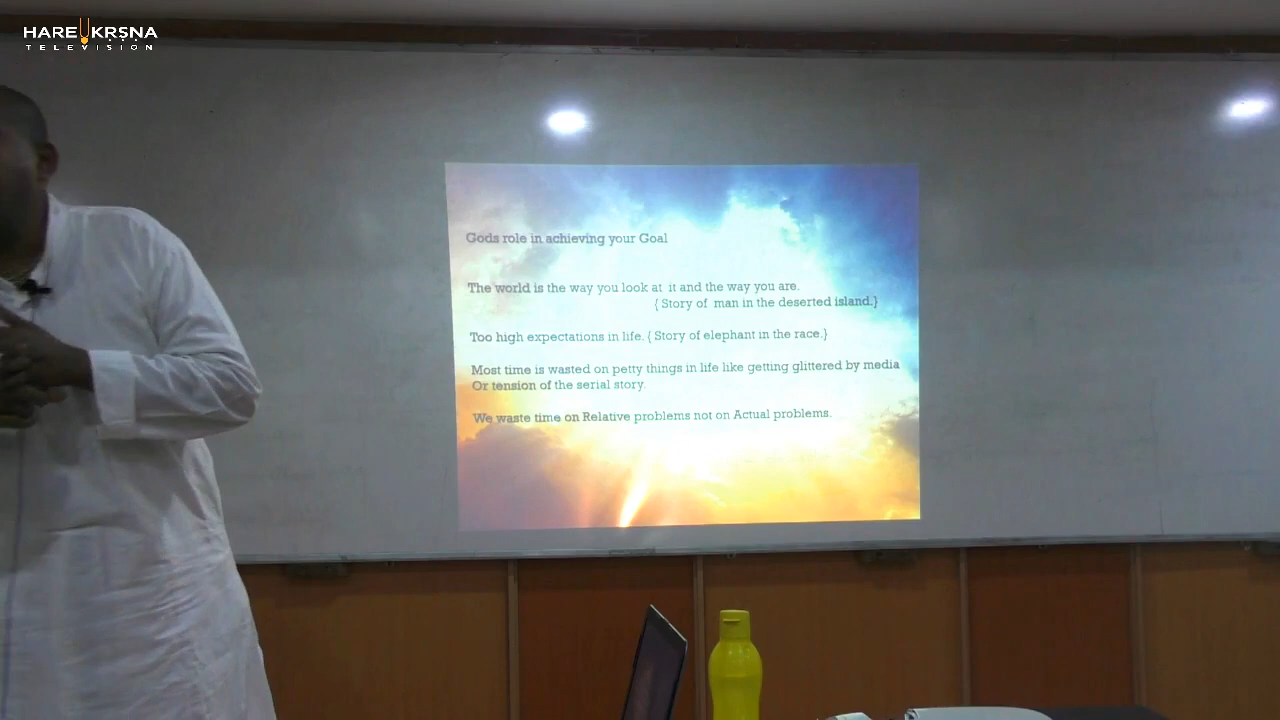 HARE KRSNA
TELEVISION
Gods role in achieving your Goal
The world is the way you look at it and the way you are.
{ Story of man in the deserted island.}
Too high expectations in life. { Story of elephant in the race.}
Most time is wasted on petty things in life like getting glittered by media
Or tension of the serial story.
We waste time on Relative problems not on Actual problems.